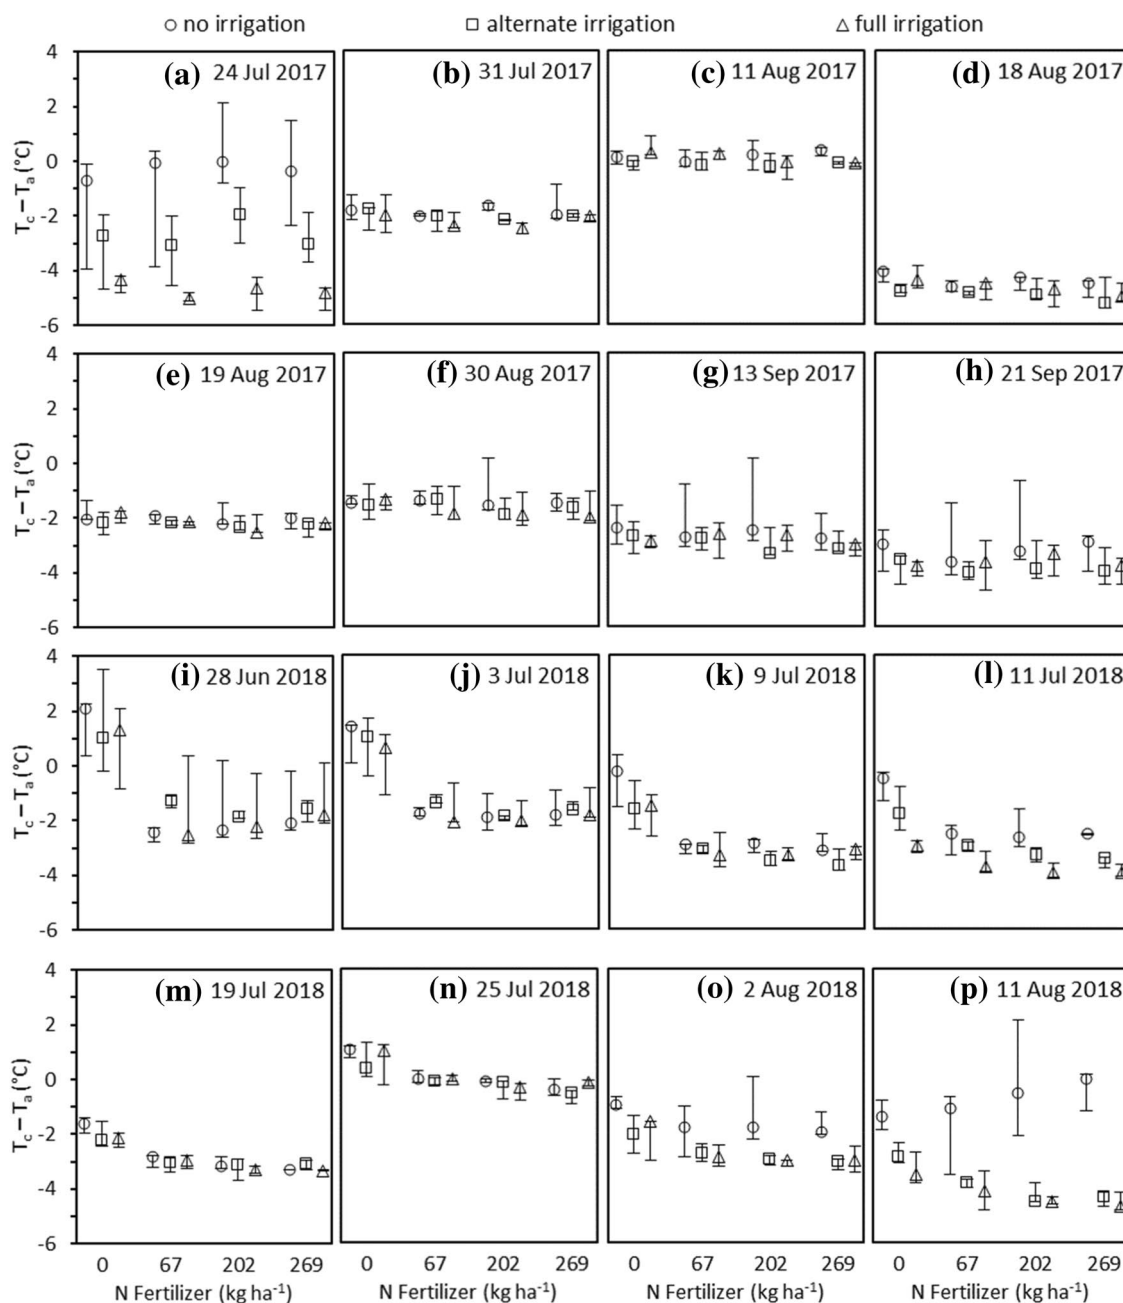 no irrigation alternate irrigation full irrigation
(a) 24 Jul 2017
(b) 31 Jul 2017
(c) 11 Aug 2017
(d) 18 Aug 2017
4
2
0
-2
-4
-6
Tc – Ta (°C)
(e) 19 Aug 2017
(f) 30 Aug 2017
(g) 13 Sep 2017
(h) 21 Sep 2017
4
2
0
-2
-4
-6
Tc – Ta (°C)
(i) 28 Jun 2018
(j) 3 Jul 2018
(k) 9 Jul 2018
(l) 11 Jul 2018
4
2
0
-2
-4
-6
Tc – Ta (°C)
(m) 19 Jul 2018
(n) 25 Jul 2018
(o) 2 Aug 2018
(p) 11 Aug 2018
4
2
0
-2
-4
-6
Tc – Ta (°C)
0 67 202 269
0 67 202 269
0 67 202 269
0 67 202 269
N Fertilizer (kg ha⁻¹)
N Fertilizer (kg ha⁻¹)
N Fertilizer (kg ha⁻¹)
N Fertilizer (kg ha⁻¹)